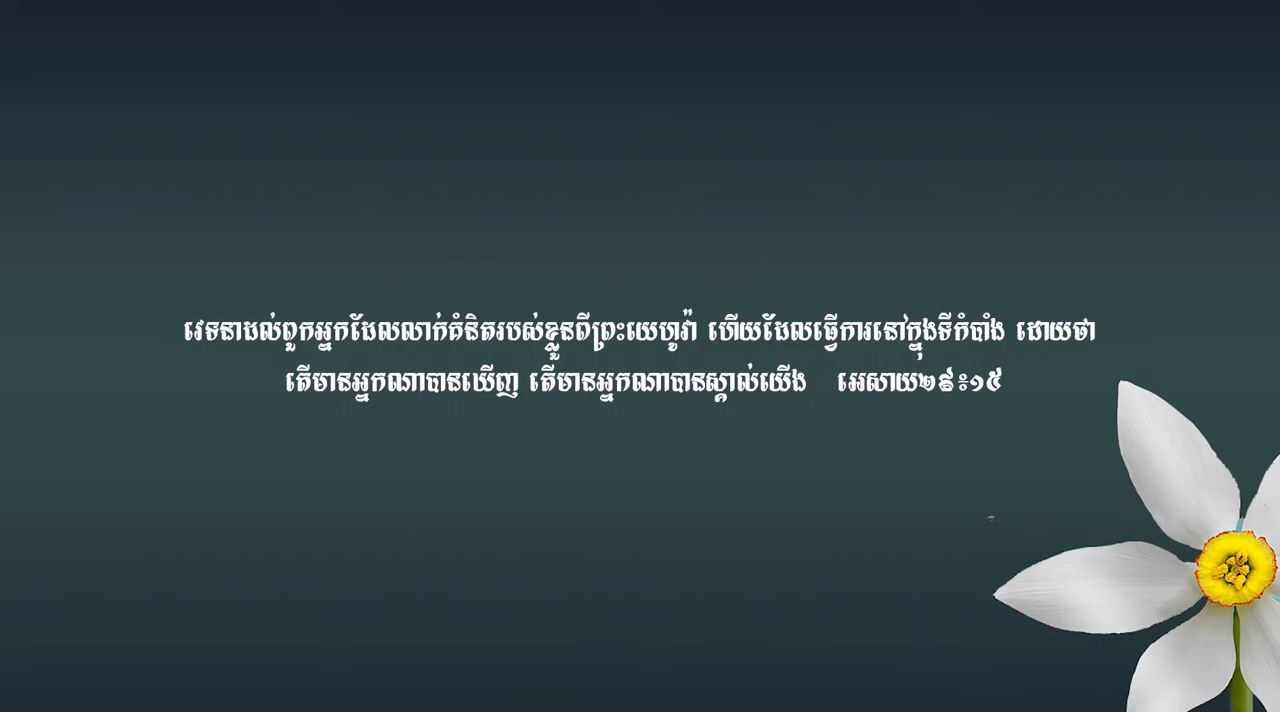 វេទនាដល់ពួកអ្នកដែលលាក់គំនិតរបស់ខ្លួនពីព្រះយេហូវ៉ា ហើយដែលធ្វើការនៅក្នុងទីកំបាំង ដោយថា
តើមានអ្នកណាបានឃើញ តើមានអ្នកណាបានស្គាល់យើង អេសាយ២៩៖១៥